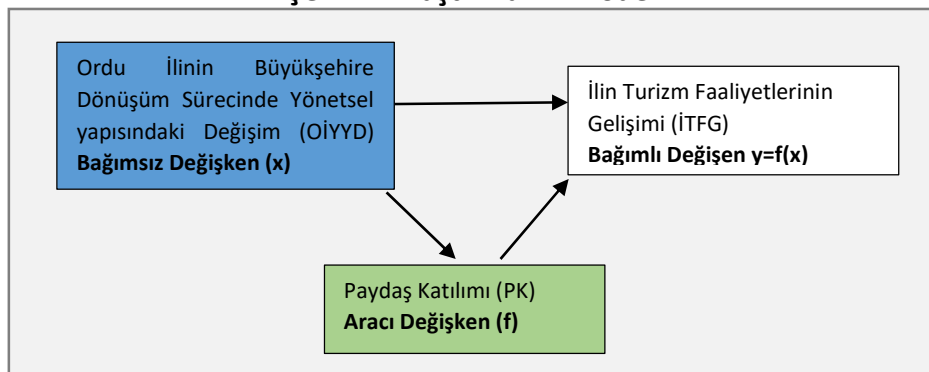 Ordu İlinin Büyükşehire
Dönüşüm Sürecinde Yönetsel
yapısındaki Değişim (OİYYD)
Bağımsız Değişken (x)
İlin Turizm Faaliyetlerinin
Gelişimi (İTFG)
Bağımlı Değişen y=f(x)
Paydaş Katılımı (PK)
Aracı Değişken (f)